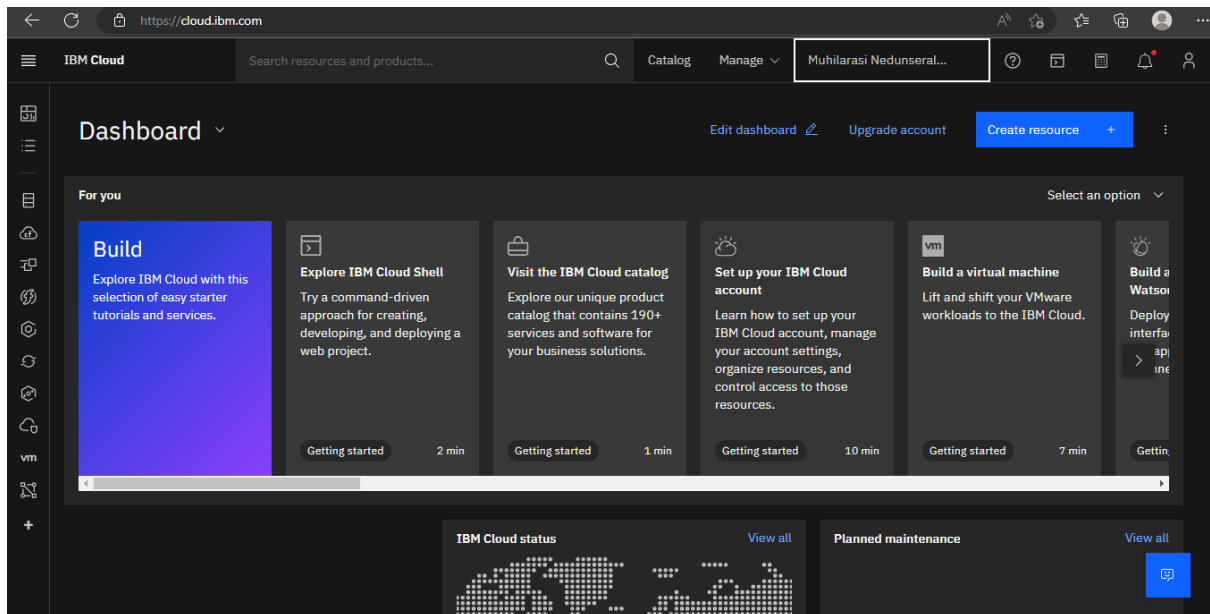 https://cloud.ibm.com
IBM Cloud
Search resources and products...
Catalog
Manage
Muhilarasi Nedunseral...
Dashboard
Edit dashboard
Upgrade account
Create resource +
For you
Select an option
Build
Explore IBM Cloud with this
selection of easy starter
tutorials and services.
Explore IBM Cloud Shell
Try a command-driven
approach for creating,
developing, and deploying a
web project.
Getting started
2 min
Visit the IBM Cloud catalog
Explore our unique product
catalog that contains 190+
services and software for
your business solutions.
Getting started
1 min
Set up your IBM Cloud
account
Learn how to set up your
IBM Cloud account, manage
your account settings,
organize resources, and
control access to those
resources.
Getting started
10 min
vm
Build a virtual machine
Lift and shift your VMware
workloads to the IBM Cloud.
Getting started
7 min
Build a
Deploy
vm
IBM Cloud status
View all
Planned maintenance
View all